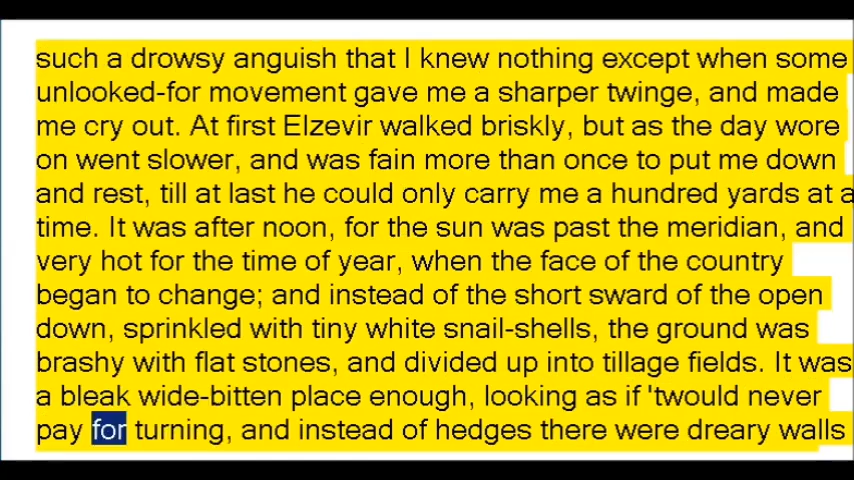 such a drowsy anguish that I knew nothing except when some
unlooked-for movement gave me a sharper twinge, and made
me cry out. At first Elzevir walked briskly, but as the day wore
on went slower, and was fain more than once to put me down
and rest, till at last he could only carry me a hundred yards at a
time. It was after noon, for the sun was past the meridian, and
very hot for the time of year, when the face of the country
began to change; and instead of the short sward of the open
down, sprinkled with tiny white snail-shells, the ground was
brashy with flat stones, and divided up into tillage fields. It was
a bleak wide-bitten place enough, looking as if 'twould never
pay for turning, and instead of hedges there were dreary walls